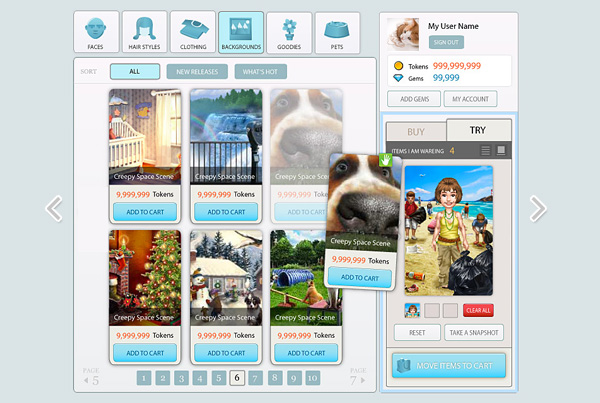 FACES
HAIR STYLES
CLOTHING
BACKGROUNDS
GOODIES
PETS
SORT
ALL
NEW RELEASES
WHAT'S HOT
Creepy Space Scene
9,999,999 Tokens
ADD TO CART
Creepy Space Scene
9,999,999 Tokens
ADD TO CART
Creepy Space Scene
9,999,999 Tokens
ADD TO CART
Creepy Space Scene
9,999,999 Tokens
ADD TO CART
Creepy Space Scene
9,999,999 Tokens
ADD TO CART
Creepy Space Scene
9,999,999 Tokens
ADD TO CART
Creepy Space Scene
9,999,999 Tokens
ADD TO CART
PAGE
5
1 2 3 4 5 6 7 8 9 10
PAGE
7
My User Name
SIGN OUT
Tokens 999,999,999
Gems 99,999
ADD GEMS
MY ACCOUNT
BUY
TRY
ITEMS I AM WAREING 4
CLEAR ALL
RESET
TAKE A SNAPSHOT
MOVE ITEMS TO CART